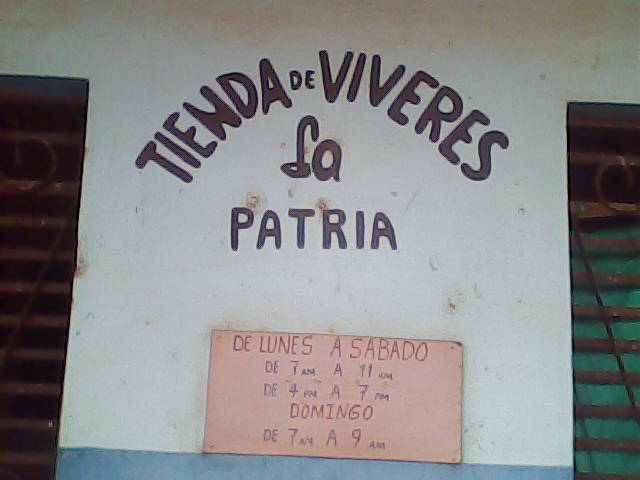 TIENDA DE VIVERES
La
PATRIA
DE LUNES A SABADO
DE 7 AM A 11 AM
DE 4 PM A 7 PM
DOMINGO
DE 7 AM A 9 AM